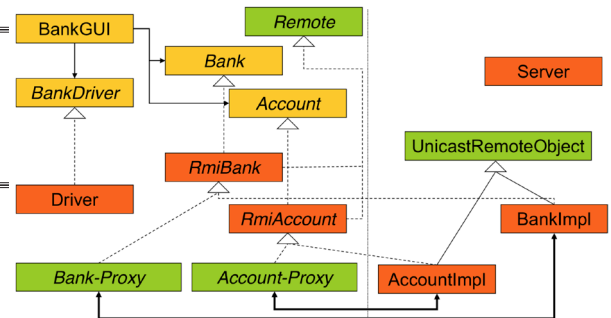 BankGUI
Remote
Bank
Server
BankDriver
Account
UnicastRemoteObject
RmiBank
Driver
RmiAccount
BankImpl
Bank-Proxy
Account-Proxy
AccountImpl